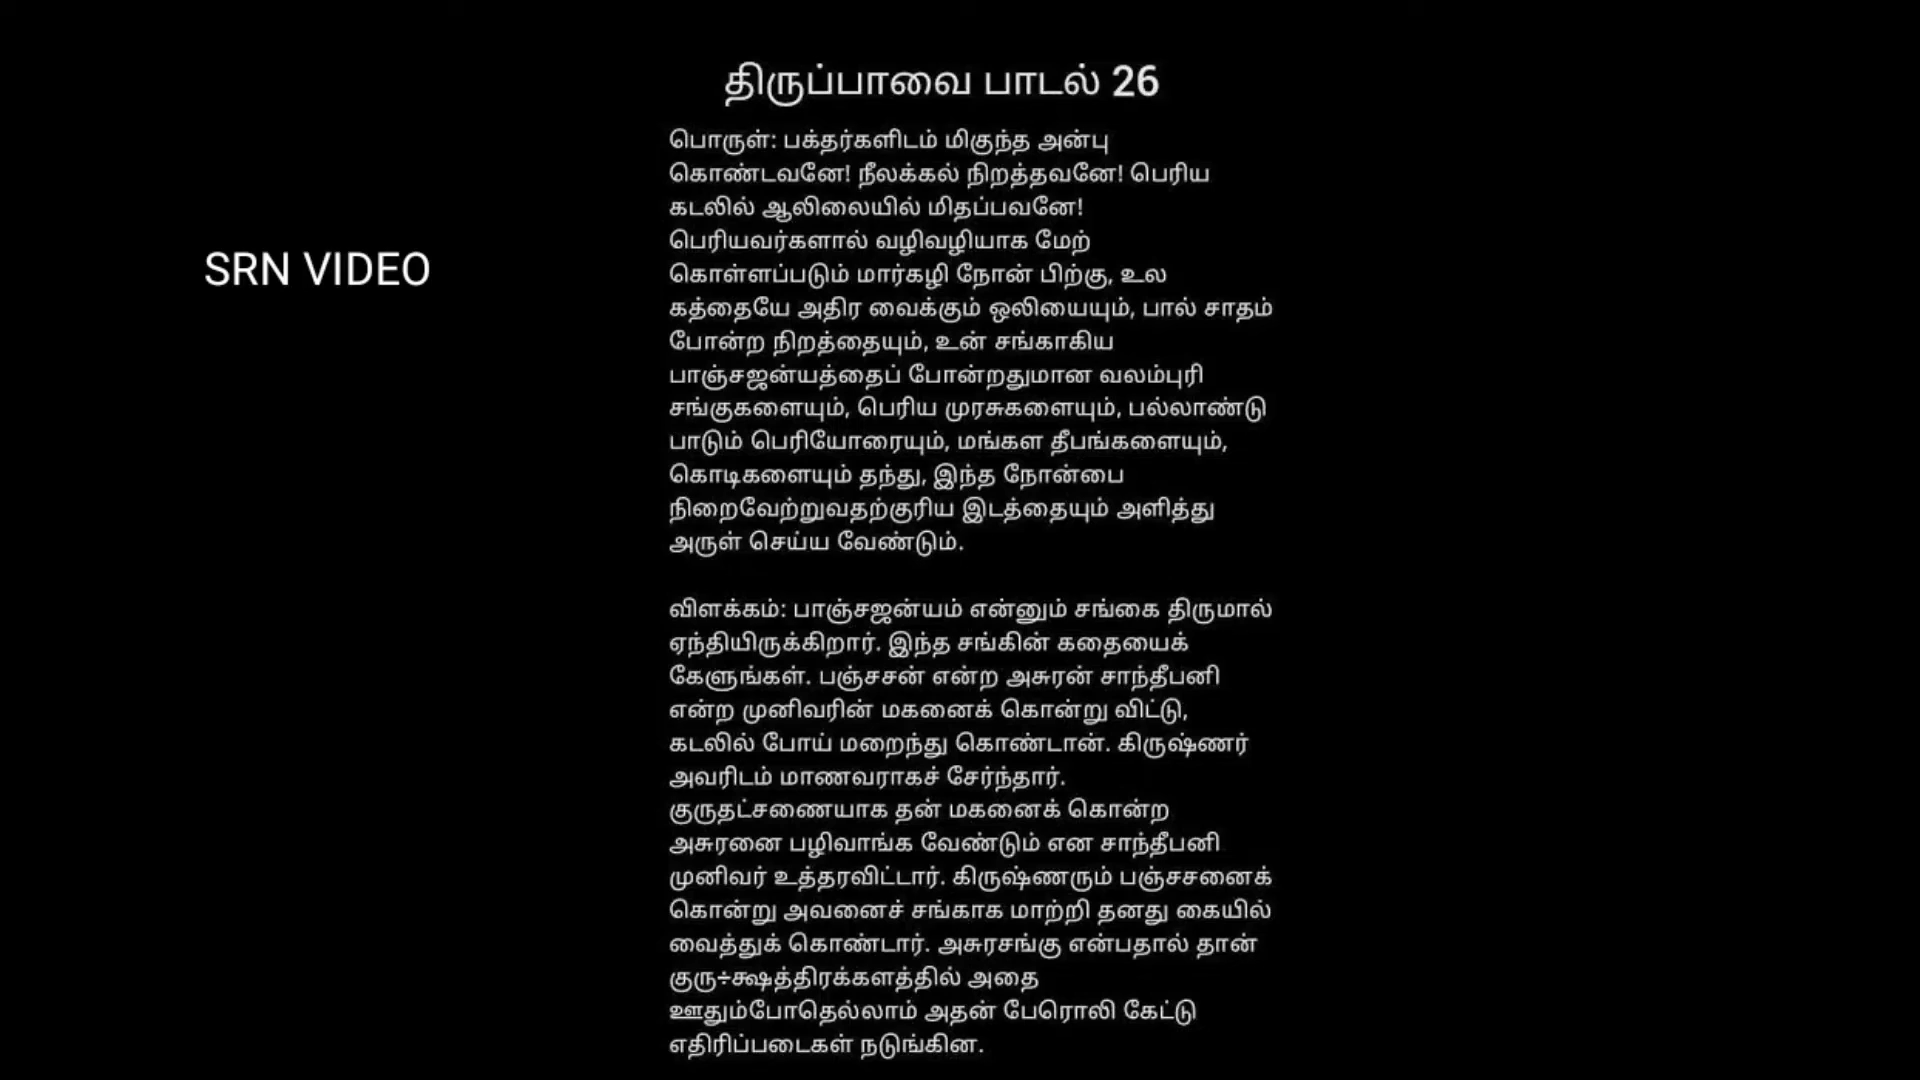 திருப்பாவை பாடல் 26
SRN VIDEO
பொருள்: பக்தர்களிடம் மிகுந்த அன்பு
கொண்டவனே! நீலக்கல் நிறத்தவனே! பெரிய
கடலில் ஆலிலையில் மிதப்பவனே!
பெரியவர்களால் வழிவழியாக மேற்
கொள்ளப்படும் மார்கழி நோன் பிற்கு, உல
கத்தையே அதிர வைக்கும் ஒலியையும், பால் சாதம்
போன்ற நிறத்தையும், உன் சங்காகிய
பாஞ்சஜன்யத்தைப் போன்றதுமான வலம்புரி
சங்குகளையும், பெரிய முரசுகளையும், பல்லாண்டு
பாடும் பெரியோரையும், மங்கள தீபங்களையும்,
கொடிகளையும் தந்து, இந்த நோன்பை
நிறைவேற்றுவதற்குரிய இடத்தையும் அளித்து
அருள் செய்ய வேண்டும்.
விளக்கம்: பாஞ்சஜன்யம் என்னும் சங்கை திருமால்
ஏந்தியிருக்கிறார். இந்த சங்கின் கதையைக்
கேளுங்கள். பஞ்சசன் என்ற அசுரன் சாந்தீபனி
என்ற முனிவரின் மகனைக் கொன்று விட்டு,
கடலில் போய் மறைந்து கொண்டான். கிருஷ்ணர்
அவரிடம் மாணவராகச் சேர்ந்தார்.
குருதட்சணையாக தன் மகனைக் கொன்ற
அசுரனை பழிவாங்க வேண்டும் என சாந்தீபனி
முனிவர் உத்தரவிட்டார். கிருஷ்ணரும் பஞ்சசனைக்
கொன்று அவனைச் சங்காக மாற்றி தனது கையில்
வைத்துக் கொண்டார். அசுரசங்கு என்பதால் தான்
குரு÷க்ஷத்திரக்களத்தில் அதை
ஊதும்போதெல்லாம் அதன் பேரொலி கேட்டு
எதிரிப்படைகள் நடுங்கின.